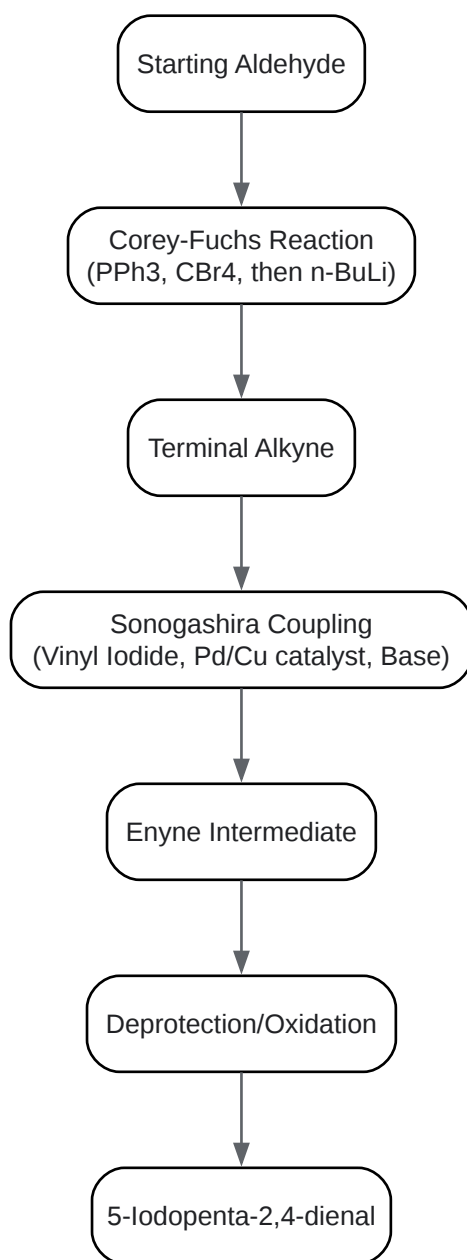 Starting Aldehyde
Corey-Fuchs Reaction
(PPh3, CBr4, then n-BuLi)
Terminal Alkyne
Sonogashira Coupling
(Vinyl Iodide, Pd/Cu catalyst, Base)
Enyne Intermediate
Deprotection/Oxidation
5-Iodopenta-2,4-dienal